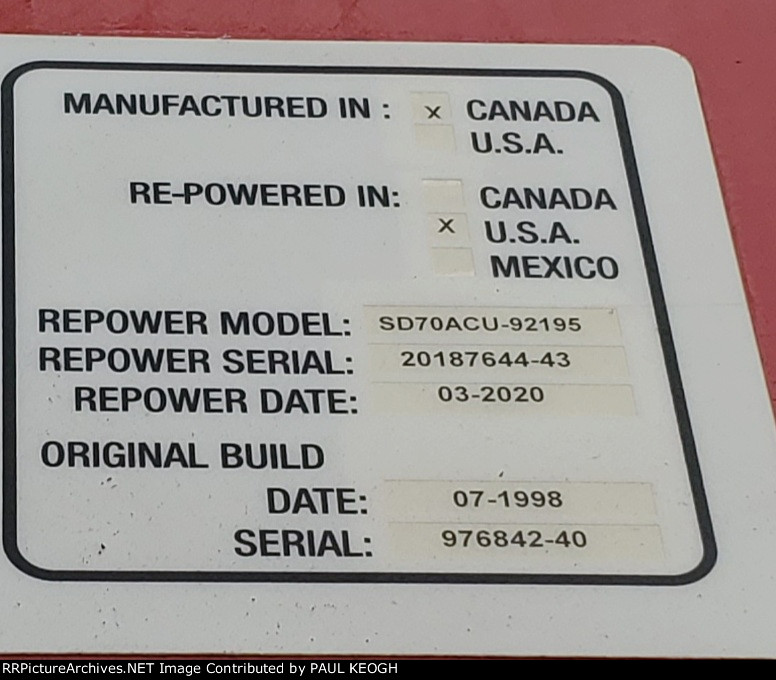 MANUFACTURED IN : x CANADA
U.S.A.
RE-POWERED IN: CANADA
x U.S.A.
MEXICO
REPOWER MODEL: SD70ACU-92195
REPOWER SERIAL: 20187644-43
REPOWER DATE: 03-2020
ORIGINAL BUILD
DATE: 07-1998
SERIAL: 976842-40
RRPictureArchives.NET Image Contributed by PAUL KEOGH